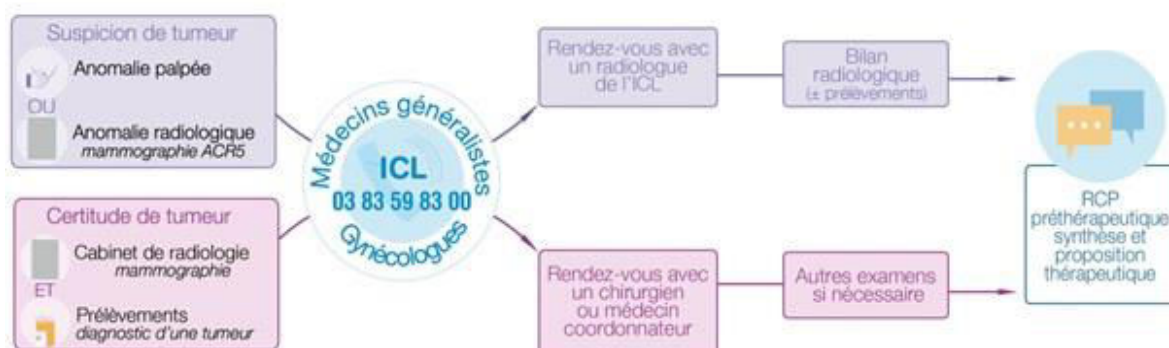 Suspicion de tumeur
Anomalie palpée
OU
Anomalie radiologique
mammographie ACR5
Certitude de tumeur
Cabinet de radiologie
mammographie
ET
Prélèvements
diagnostic d'une tumeur
Médecins généralistes
ICL
03 83 59 83 00
Gynécologues
Rendez-vous avec
un radiologue
de l'ICL
Bilan
radiologique
(± prélèvements)
Rendez-vous avec
un chirurgien
ou médecin
coordonnateur
Autres examens
si nécessaire
RCP
préthérapeutique
synthèse et
proposition
thérapeutique